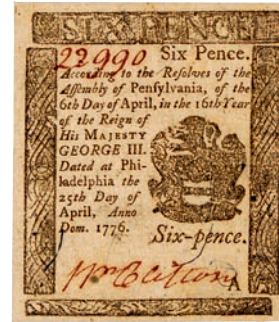 SIX PENCE
22990 Six Pence.
According to the Resolves of the
Assembly of Pensylvania, of the
6th Day of April, in the 16th Year
of the Reign of
His MAJESTY
GEORGE III.
Dated at Phi-
ladelphia the
25th Day of
April, Anno
Dom. 1776.
Six-pence.
A